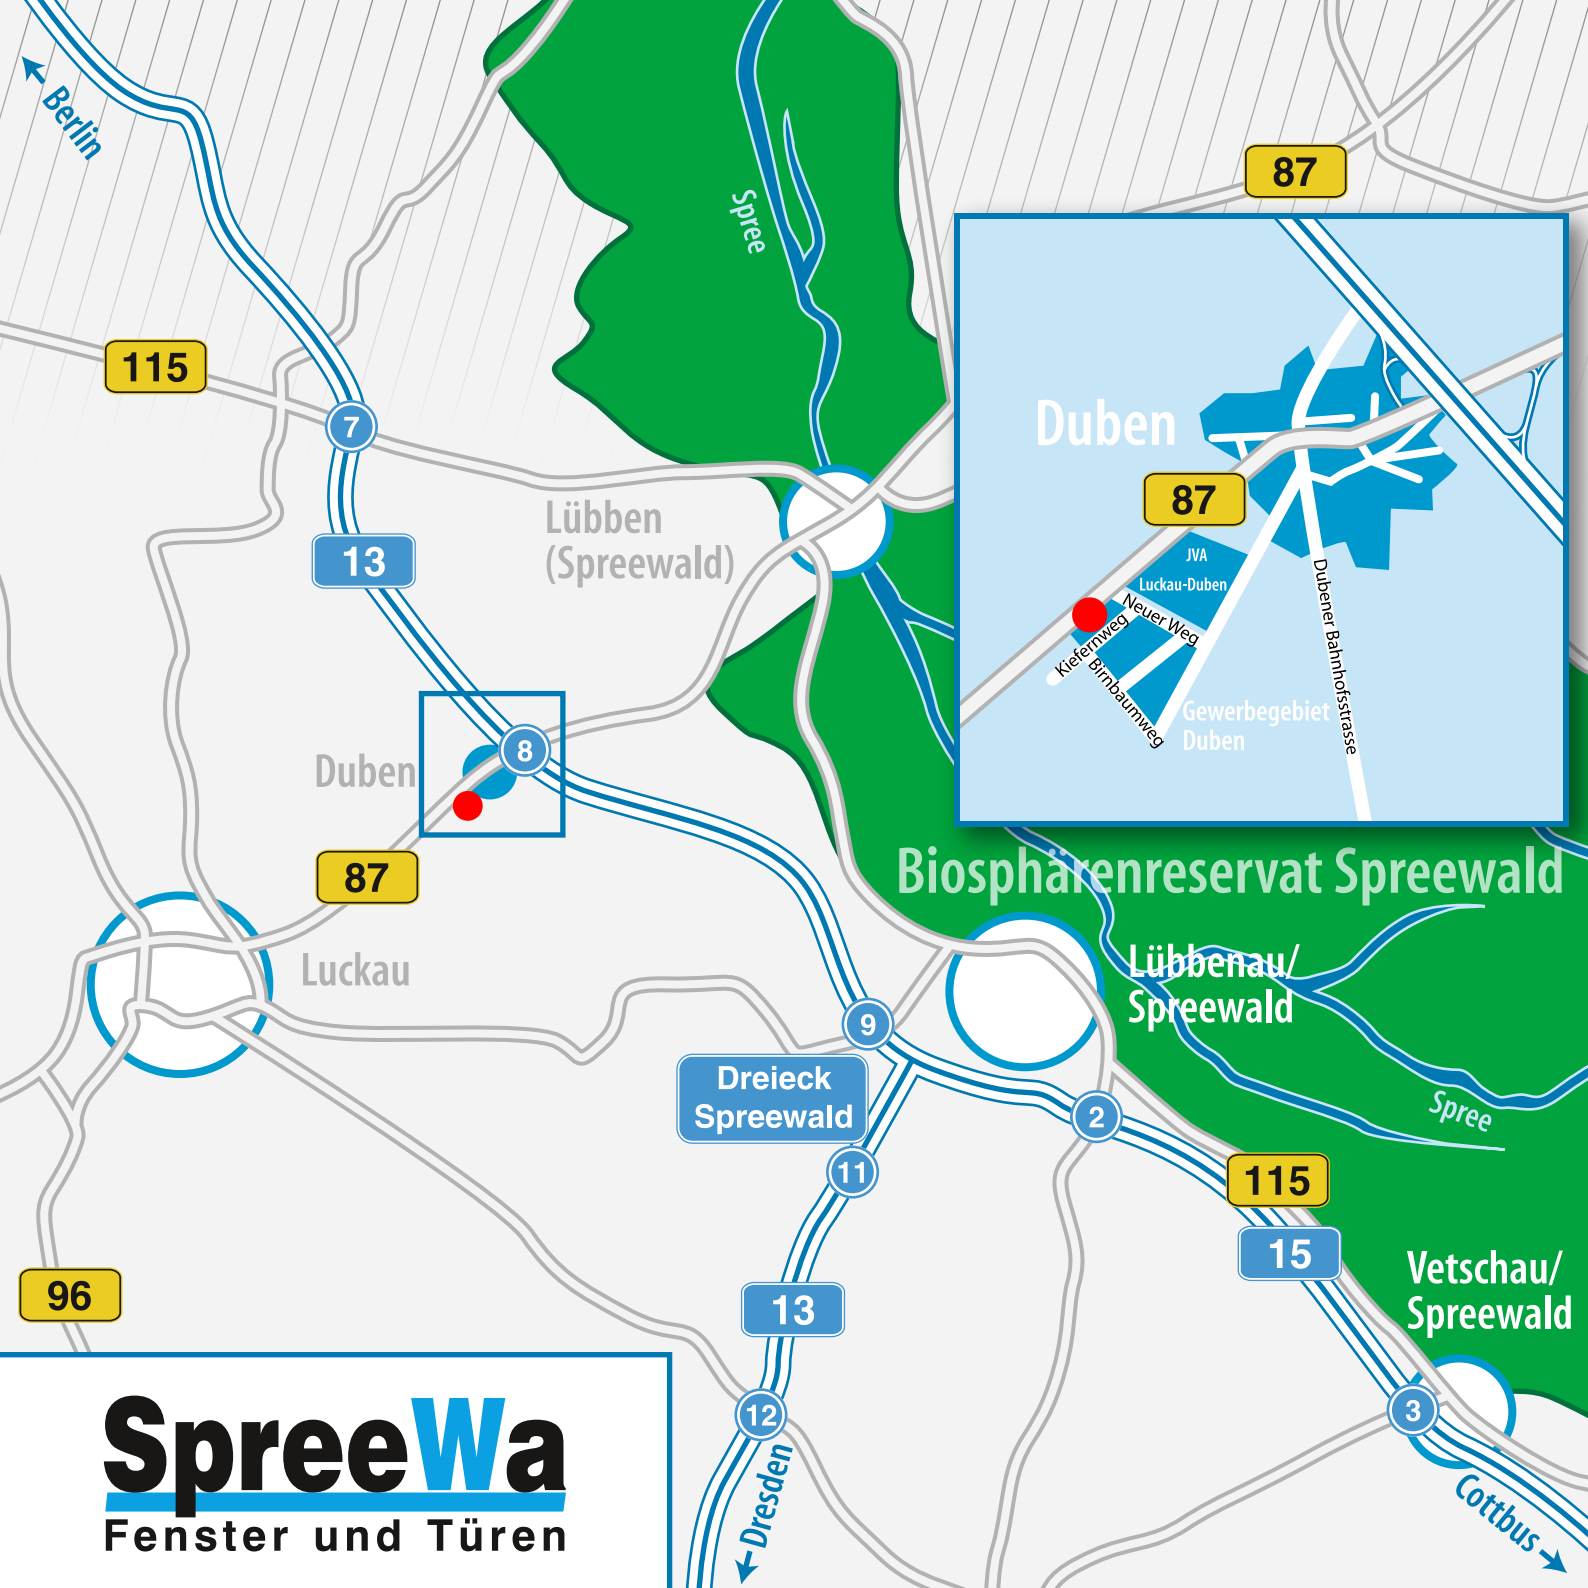 Berlin
Spree
87
115
7
Duben
87
JVA
Luckau-Duben
Neuer Weg
Kiefernweg
Birnbaumweg
Dubener Bahnhofsstrasse
Gewerbegebiet
Duben
Lübben
(Spreewald)
13
8
Duben
87
Biosphärenreservat Spreewald
Luckau
Lübbenau/
Spreewald
9
Dreieck
Spreewald
2
Spree
11
115
15
96
13
Vetschau/
Spreewald
12
3
Dresden
Cottbus
SpreeWa
Fenster und Türen